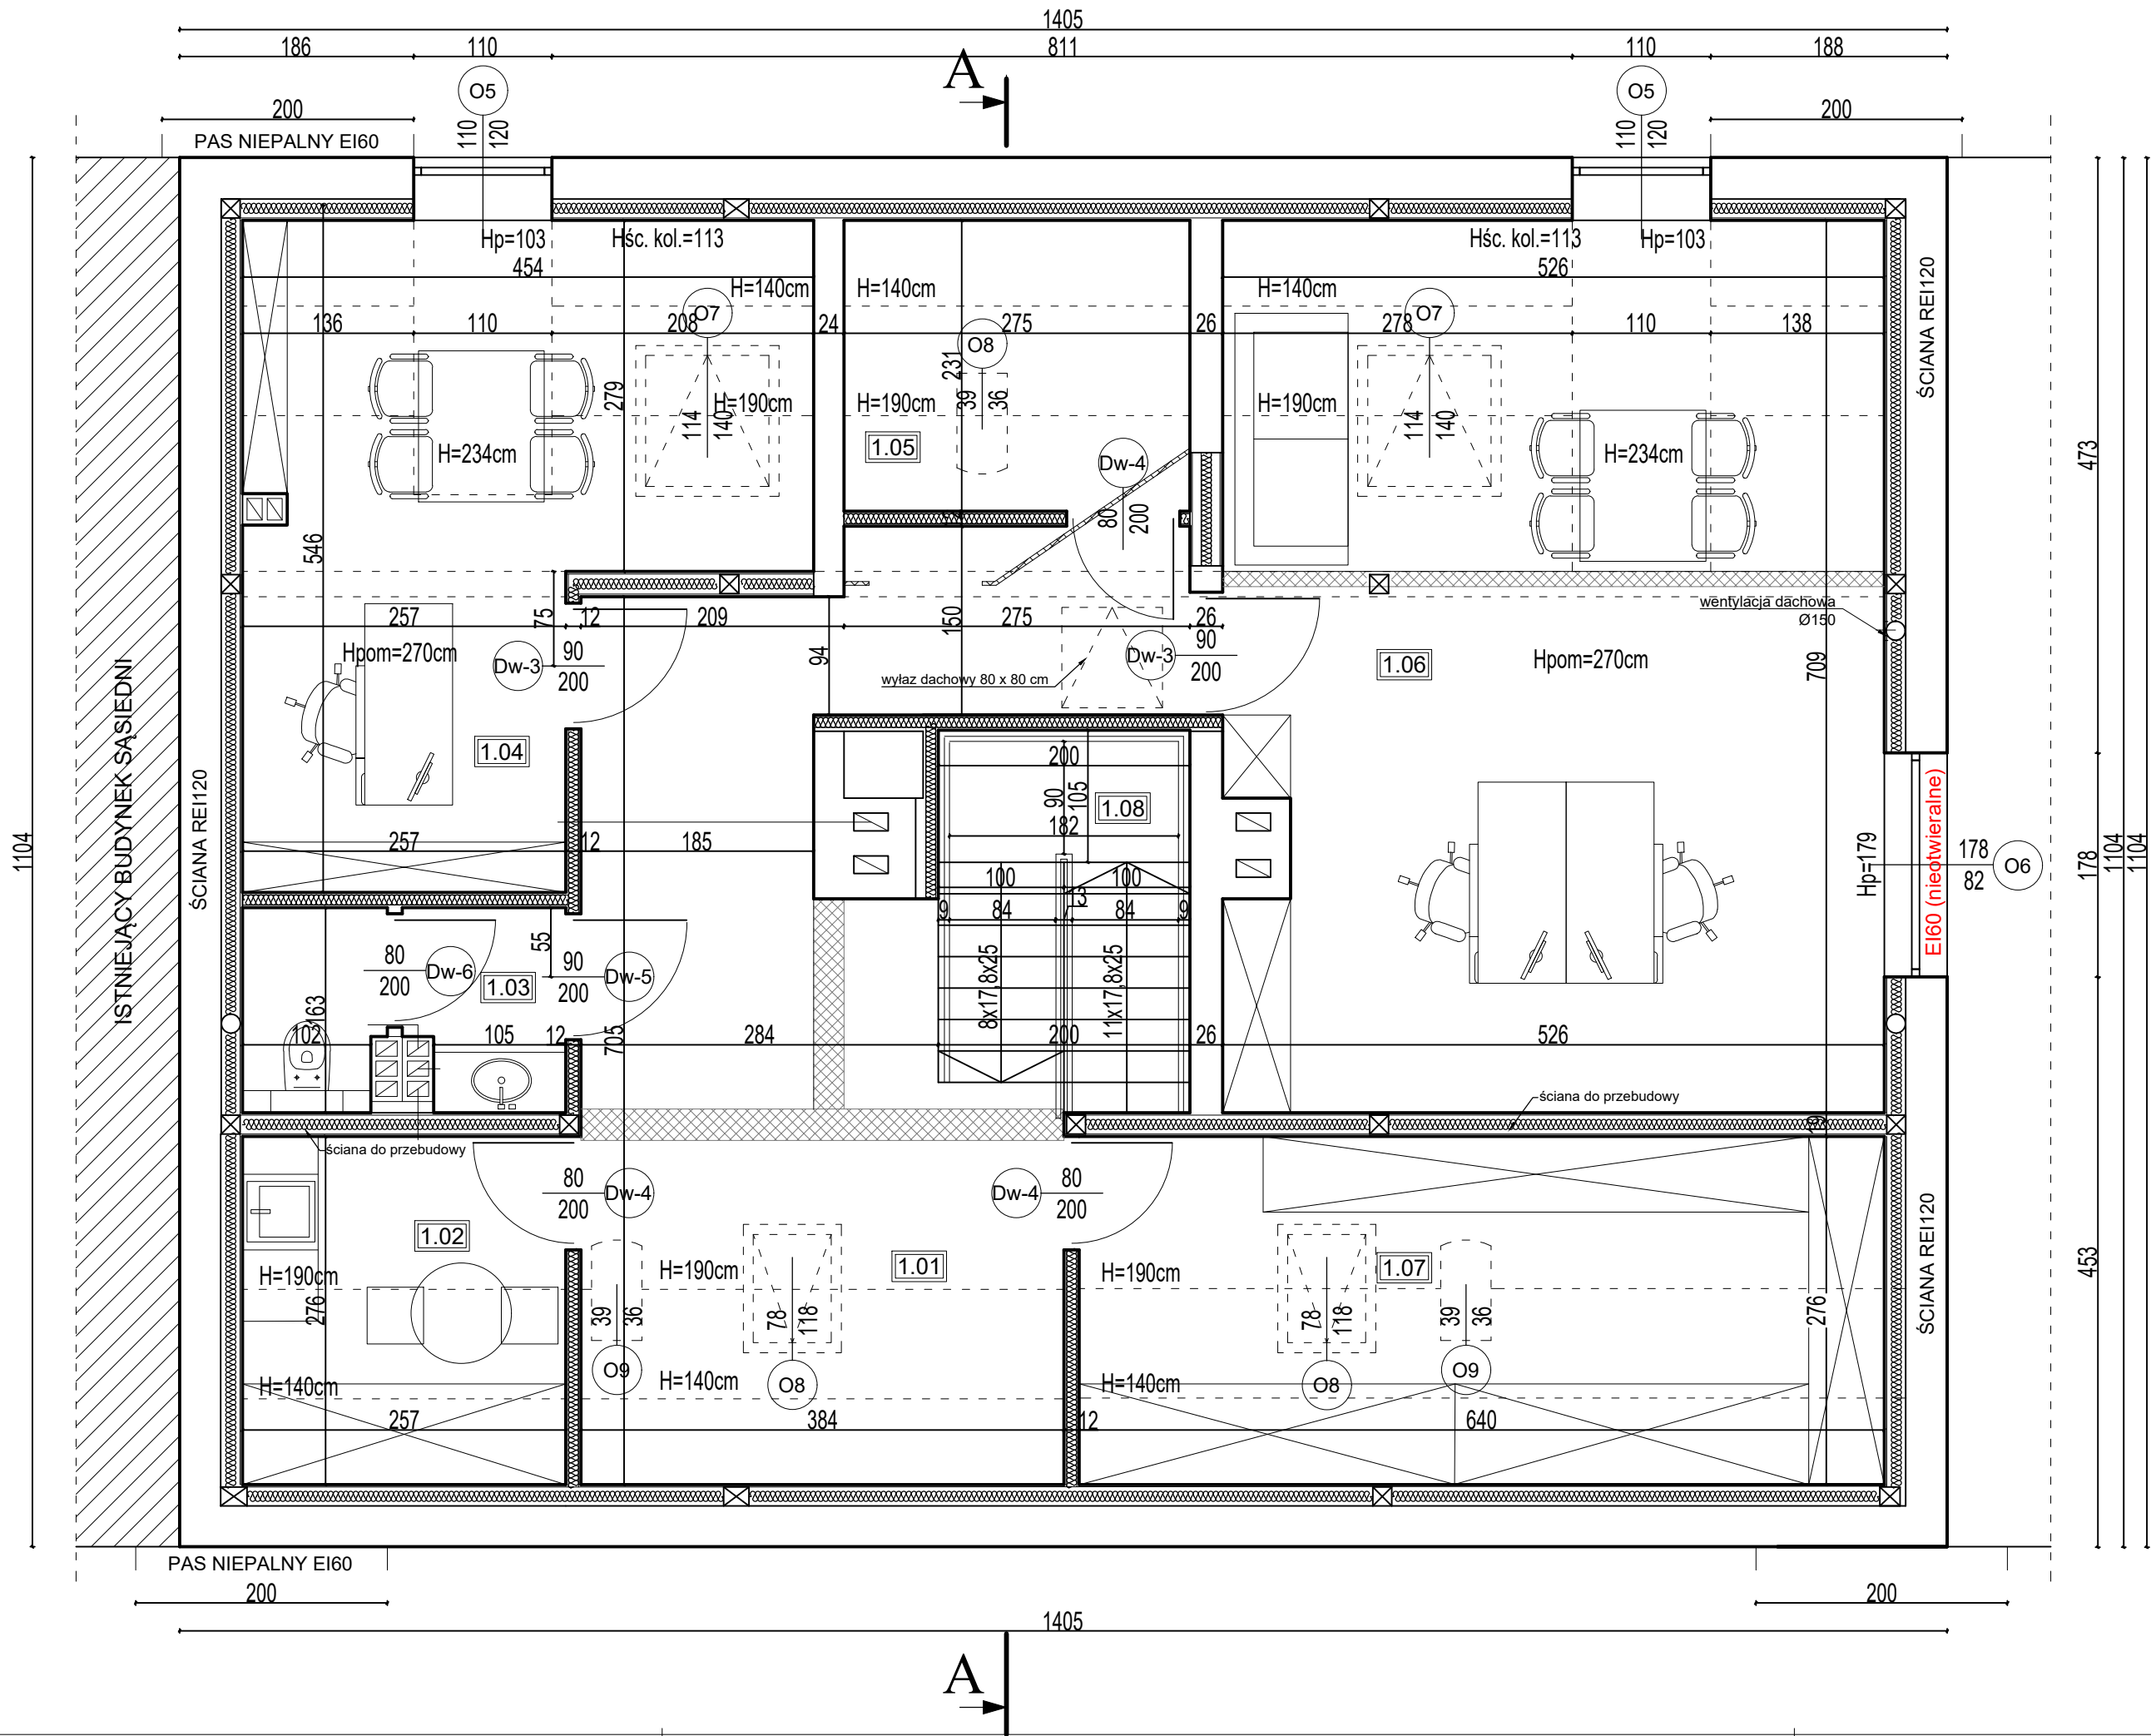 1405
186 110 811 110 188
A
O5 O5
200 200
110 120 110 120
PAS NIEPALNY EI60
Hp=103 Hśc. kol.=113 Hśc. kol.=113 Hp=103
454 526
H=140cm H=140cm H=140cm
O7 O7
136 110 208 24 275 26 278 110 138
O8
231
39 36
279
H=190cm H=190cm H=190cm
114 140 114 140
1.05
H=234cm H=234cm
Dw-4
80
200
ŚCIANA REI120
473
546
75
257 12 209 275 26
150
94
wentylacja dachowa
Ø150
Hpom=270cm
Dw-3
90
200
Dw-3
90
200
wyłaz dachowy 80 x 80 cm
1.06
Hpom=270cm
709
ISTNIEJĄCY BUDYNEK SĄSIEDNI
1.04
200
90 105
1.08
182
ŚCIANA REI120
1104
257 12 185
Hp=179
EI60 (nieotwieralne)
178
82
O6
178
1104
1104
100 100
13
9 84 84 9
55
80
200
Dw-6
1.03
90
200
Dw-5
8x17,8x25
11x17,8x25
163
102 105 12
705
284 200 26 526
ściana do przebudowy
19
ściana do przebudowy
80
200
Dw-4
Dw-4
80
200
1.02
1.01
1.07
H=190cm H=190cm H=190cm
276 276
39 36 78 118 78 118 39 36
O9 O8 O8 O9
H=140cm H=140cm H=140cm
257 384 12 640
ŚCIANA REI120
453
PAS NIEPALNY EI60
200 200
1405
A